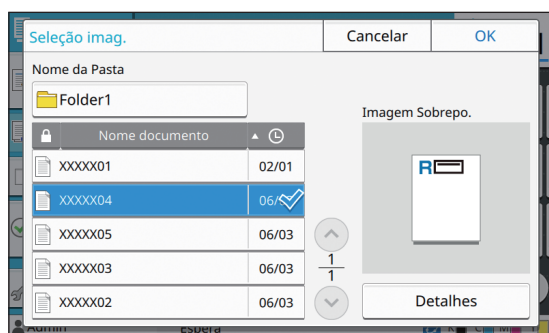 Seleção imag.
Cancelar
OK
Nome da Pasta
Folder1
Imagem Sobrepo.
Nome documento
XXXXX01 02/01
R
XXXXX04 06/
XXXXX05 06/03
XXXXX03 06/03
1
1
XXXXX02 06/03
Detalhes
Admin
Espera